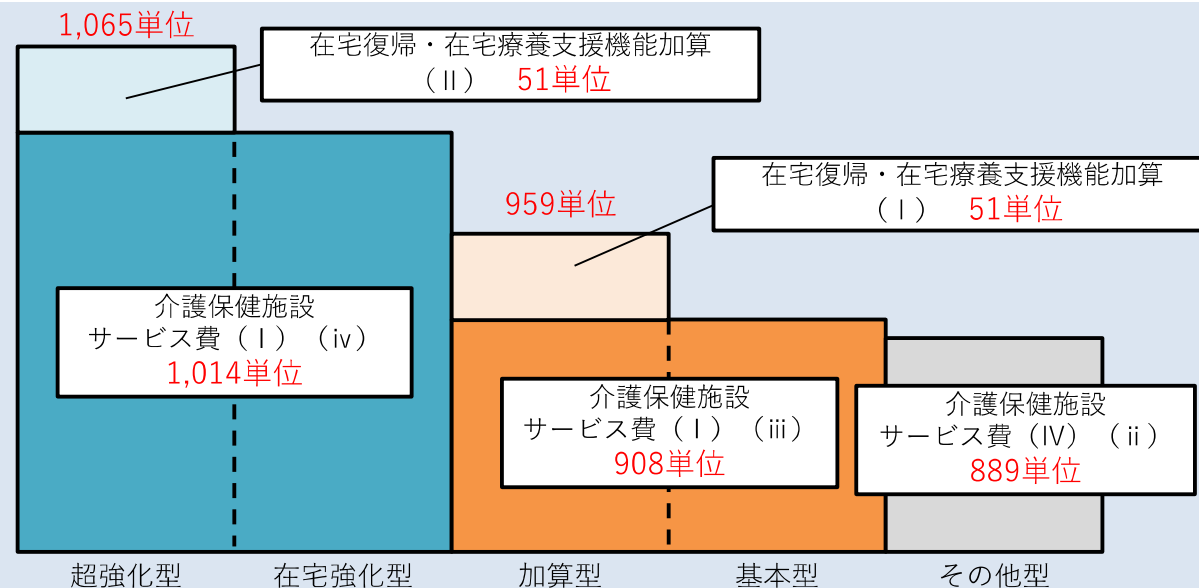 1,065単位
在宅復帰・在宅療養支援機能加算
（Ⅱ）　51単位
在宅復帰・在宅療養支援機能加算
（Ⅰ）　51単位
959単位
介護保健施設
サービス費（Ⅰ）（ⅳ）
1,014単位
介護保健施設
サービス費（Ⅰ）（ⅲ）
908単位
介護保健施設
サービス費（Ⅳ）（ⅱ）
889単位
超強化型　在宅強化型　加算型　基本型　その他型